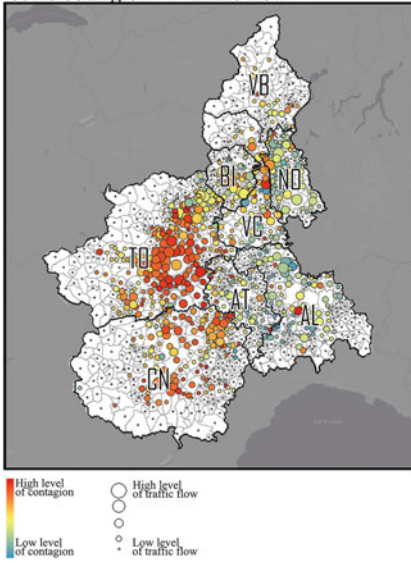 VB
BI
NO
VC
TO
AT
AL
CN
High level
of contagion
High level
of traffic flow
Low level
of contagion
Low level
of traffic flow